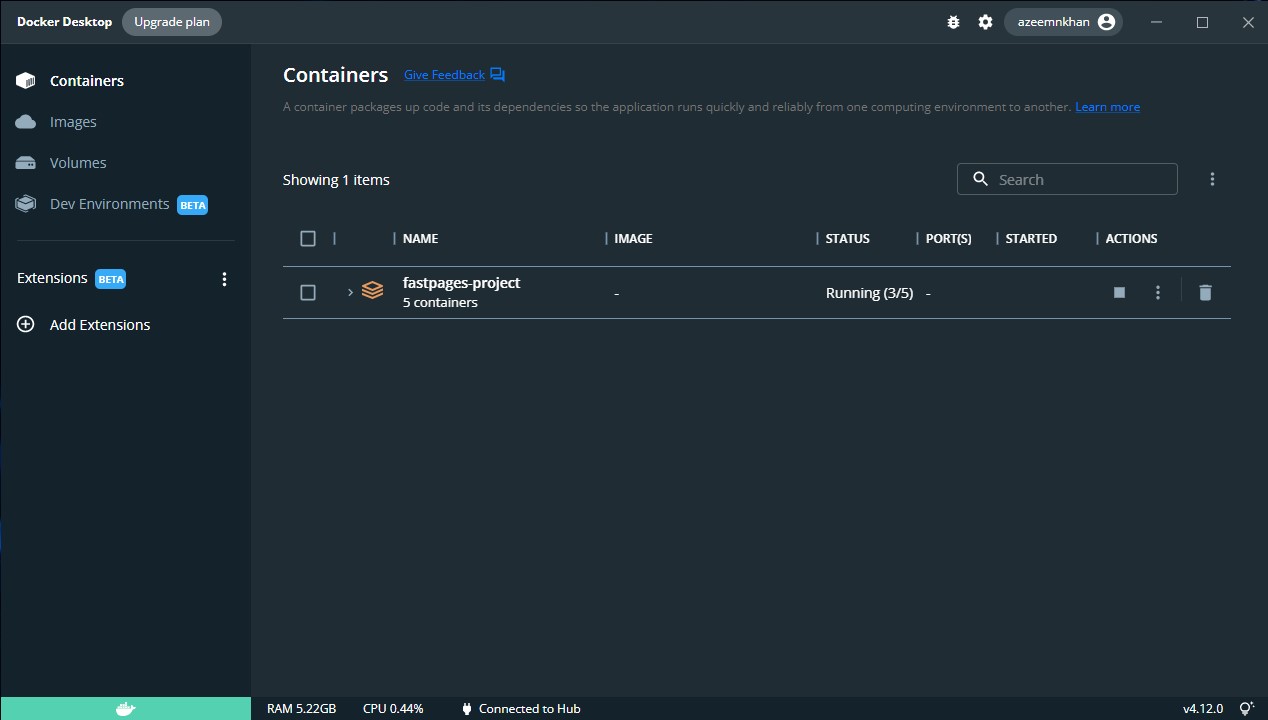 Docker Desktop Upgrade plan azeemnkhan
Containers
Images
Volumes
Dev Environments BETA
Extensions BETA
Add Extensions
Containers Give Feedback
A container packages up code and its dependencies so the application runs quickly and reliably from one computing environment to another. Learn more
Showing 1 items Search
NAME IMAGE STATUS PORT(S) STARTED ACTIONS
fastpages-project
5 containers
- Running (3/5) -
RAM 5.22GB CPU 0.44% Connected to Hub v4.12.0